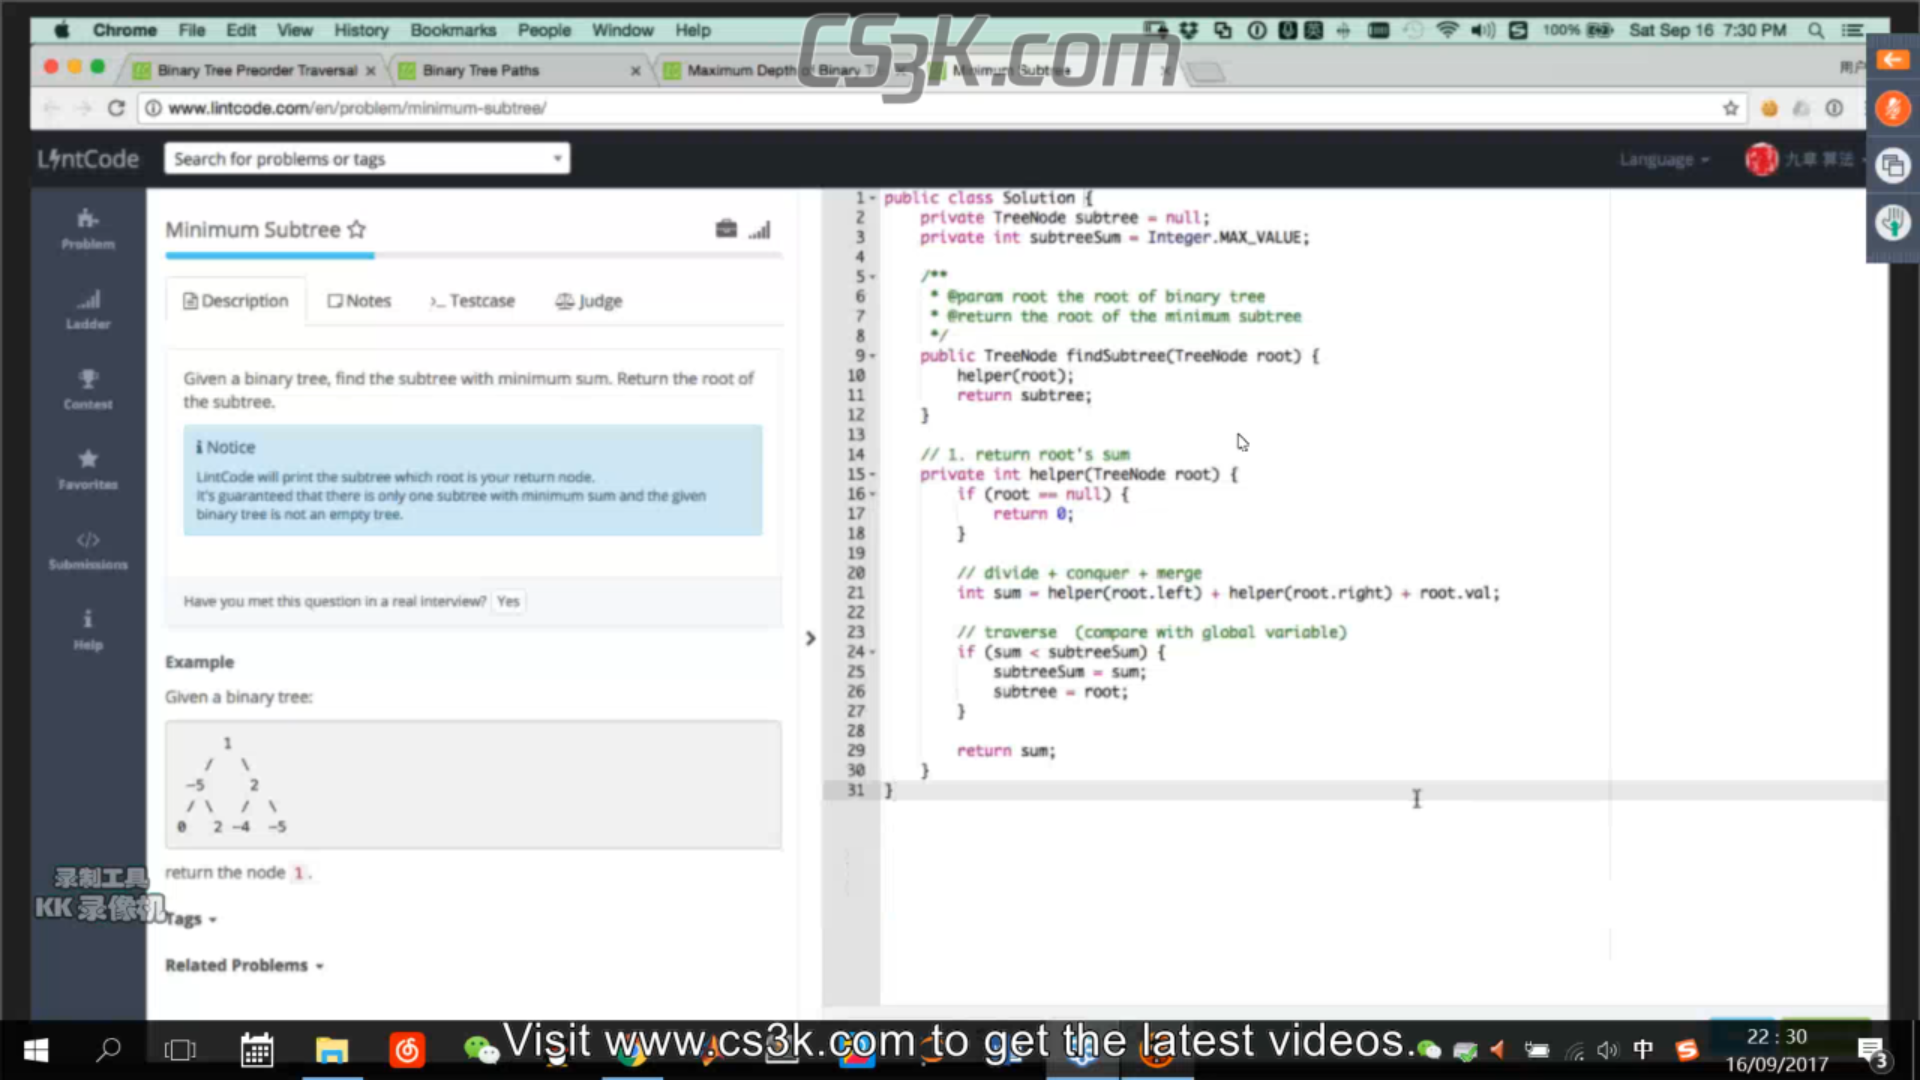 Chrome File Edit View History Bookmarks People Window Help
100% Sat Sep 16 7:30 PM
CS3K.com
Binary Tree Preorder Traversal
Binary Tree Paths
Maximum Depth of Binary
Minimum Subtree
用户
www.lintcode.com/en/problem/minimum-subtree/
LintCode
Search for problems or tags
Language
九章 算法
Problem
Ladder
Contest
Favorites
Submissions
Help
Minimum Subtree
Description
Notes
>_ Testcase
Judge
Given a binary tree, find the subtree with minimum sum. Return the root of
the subtree.
Notice
LintCode will print the subtree which root is your return node.
It's guaranteed that there is only one subtree with minimum sum and the given
binary tree is not an empty tree.
Have you met this question in a real interview? Yes
Example
Given a binary tree:
1
/ \
-5 2
/ \ / \
0 2 -4 -5
return the node 1.
Tags
Related Problems
1 public class Solution {
2 private TreeNode subtree = null;
3 private int subtreeSum = Integer.MAX_VALUE;
4
5 /**
6 * @param root the root of binary tree
7 * @return the root of the minimum subtree
8 */
9 public TreeNode findSubtree(TreeNode root) {
10 helper(root);
11 return subtree;
12 }
13
14 // 1. return root's sum
15 private int helper(TreeNode root) {
16 if (root == null) {
17 return 0;
18 }
19
20 // divide + conquer + merge
21 int sum = helper(root.left) + helper(root.right) + root.val;
22
23 // traverse (compare with global variable)
24 if (sum < subtreeSum) {
25 subtreeSum = sum;
26 subtree = root;
27 }
28
29 return sum;
30 }
31 }
录制工具
KK 录像机
Visit www.cs3k.com to get the latest videos.
中
22:30
16/09/2017
3